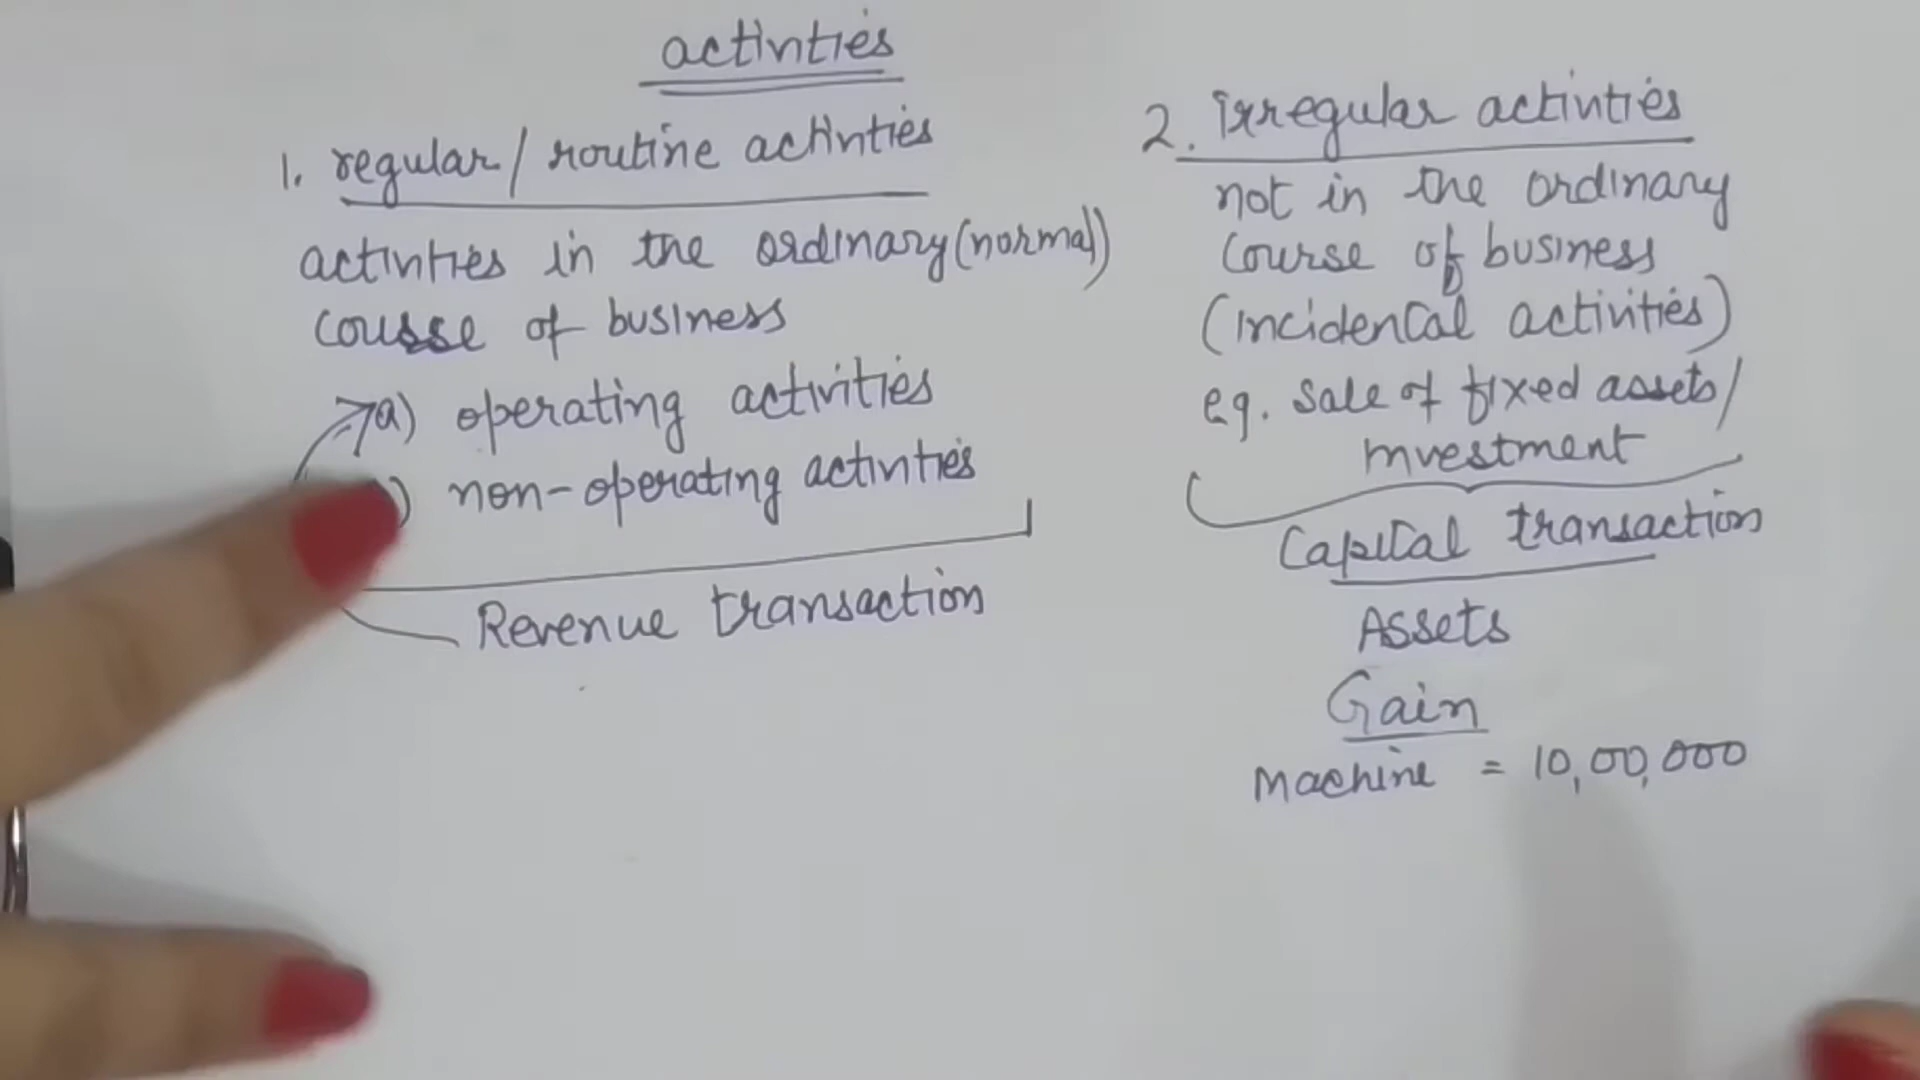 activities
1. regular / routine activities
activities in the ordinary (normal)
course of business
a) operating activities
) non-operating activities
Revenue transaction
2. irregular activities
not in the ordinary
course of business
(incidental activities)
e.g. sale of fixed assets/
investment
Capital transaction
Assets
Gain
Machine = 10,00,000